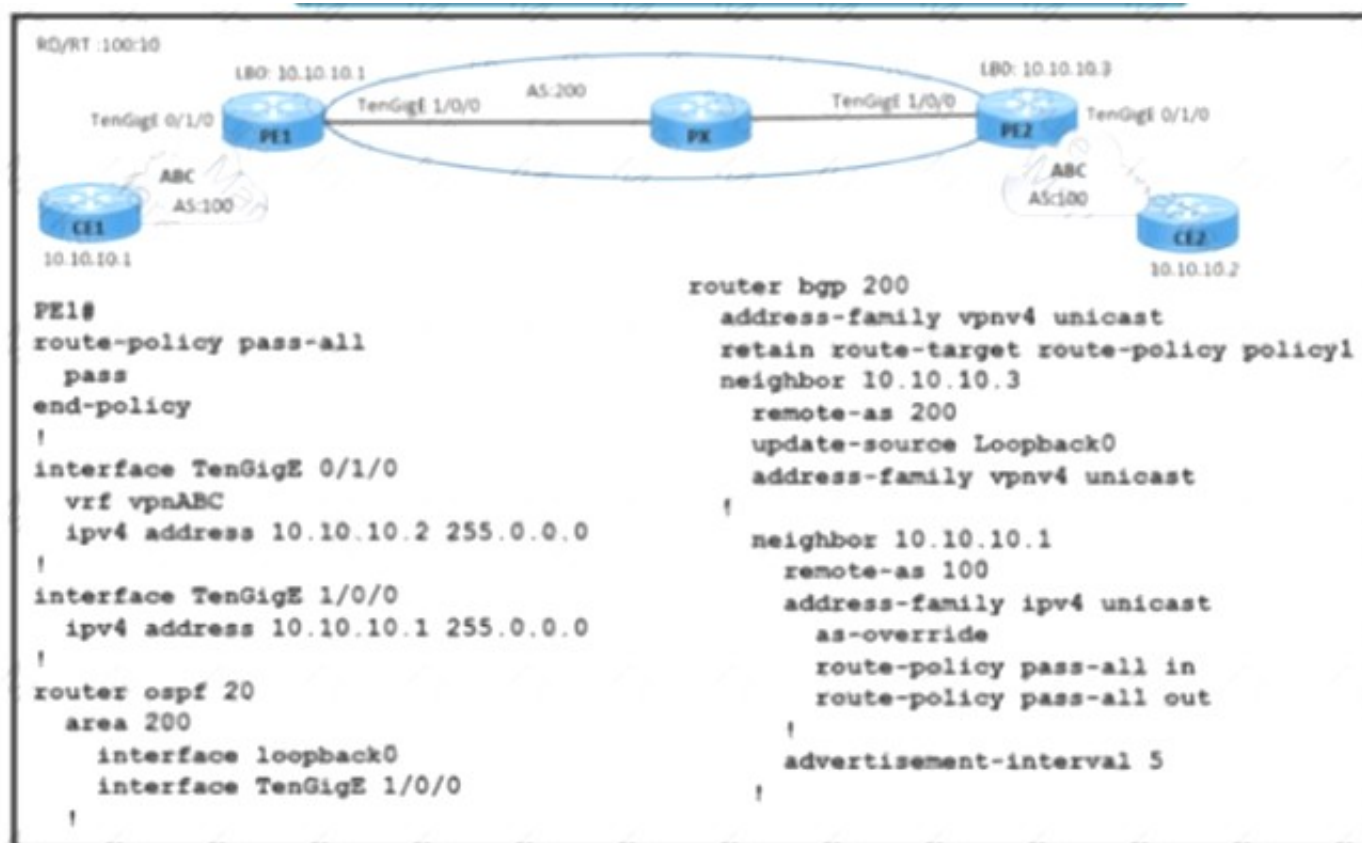 RD/RT :100:10
LB0: 10.10.10.1
AS:200
LB0: 10.10.10.3
TenGigE 0/1/0
TenGigE 1/0/0
TenGigE 1/0/0
TenGigE 0/1/0
PE1
PX
PE2
ABC
AS:100
ABC
AS:100
CE1
CE2
10.10.10.1
10.10.10.2
PE1#
route-policy pass-all
pass
end-policy
!
interface TenGigE 0/1/0
vrf vpnABC
ipv4 address 10.10.10.2 255.0.0.0
!
interface TenGigE 1/0/0
ipv4 address 10.10.10.1 255.0.0.0
!
router ospf 20
area 200
interface loopback0
interface TenGigE 1/0/0
!
router bgp 200
address-family vpnv4 unicast
retain route-target route-policy policy1
neighbor 10.10.10.3
remote-as 200
update-source Loopback0
address-family vpnv4 unicast
!
neighbor 10.10.10.1
remote-as 100
address-family ipv4 unicast
as-override
route-policy pass-all in
route-policy pass-all out
!
advertisement-interval 5
!